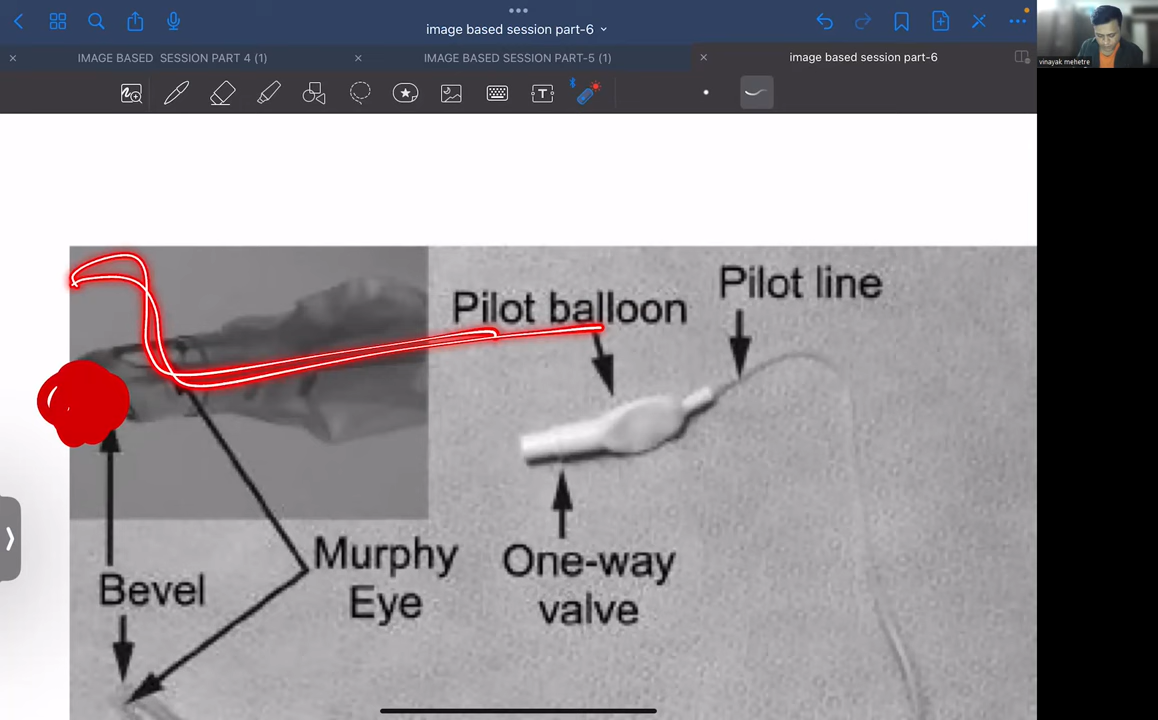 image based session part-6
vinayak mehetre
IMAGE BASED SESSION PART 4 (1)
IMAGE BASED SESSION PART-5 (1)
image based session part-6
T
Pilot balloon
Pilot line
Murphy
Eye
One-way
valve
Bevel